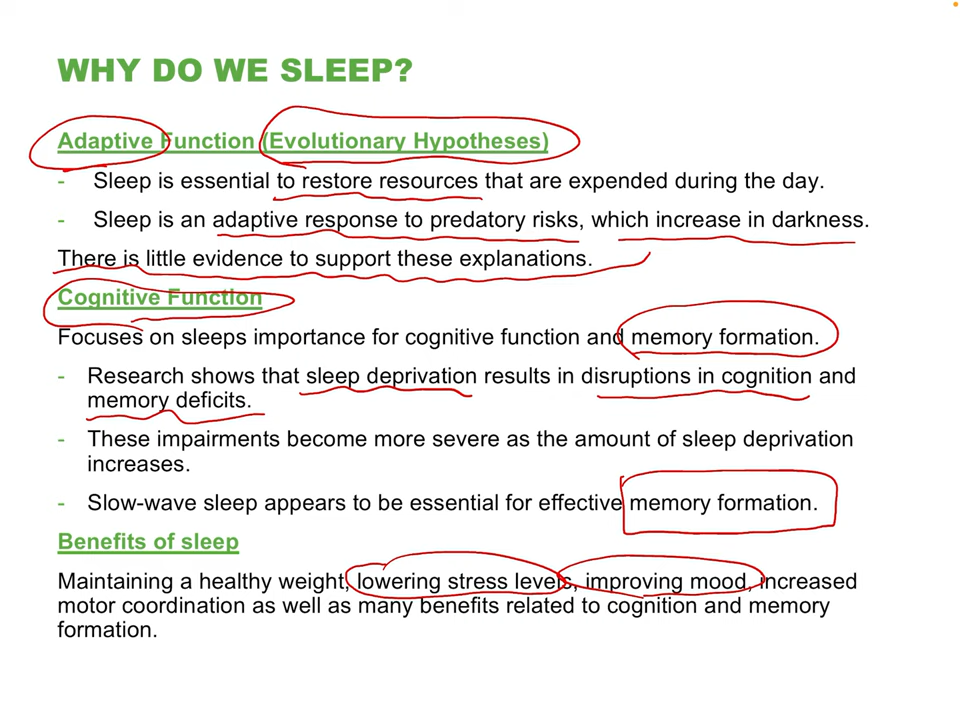 WHY DO WE SLEEP?
Adaptive Function (Evolutionary Hypotheses)
- Sleep is essential to restore resources that are expended during the day.
- Sleep is an adaptive response to predatory risks, which increase in darkness.
There is little evidence to support these explanations.
Cognitive Function
Focuses on sleeps importance for cognitive function and memory formation.
- Research shows that sleep deprivation results in disruptions in cognition and
memory deficits.
- These impairments become more severe as the amount of sleep deprivation
increases.
- Slow-wave sleep appears to be essential for effective memory formation.
Benefits of sleep
Maintaining a healthy weight, lowering stress levels, improving mood, increased
motor coordination as well as many benefits related to cognition and memory
formation.